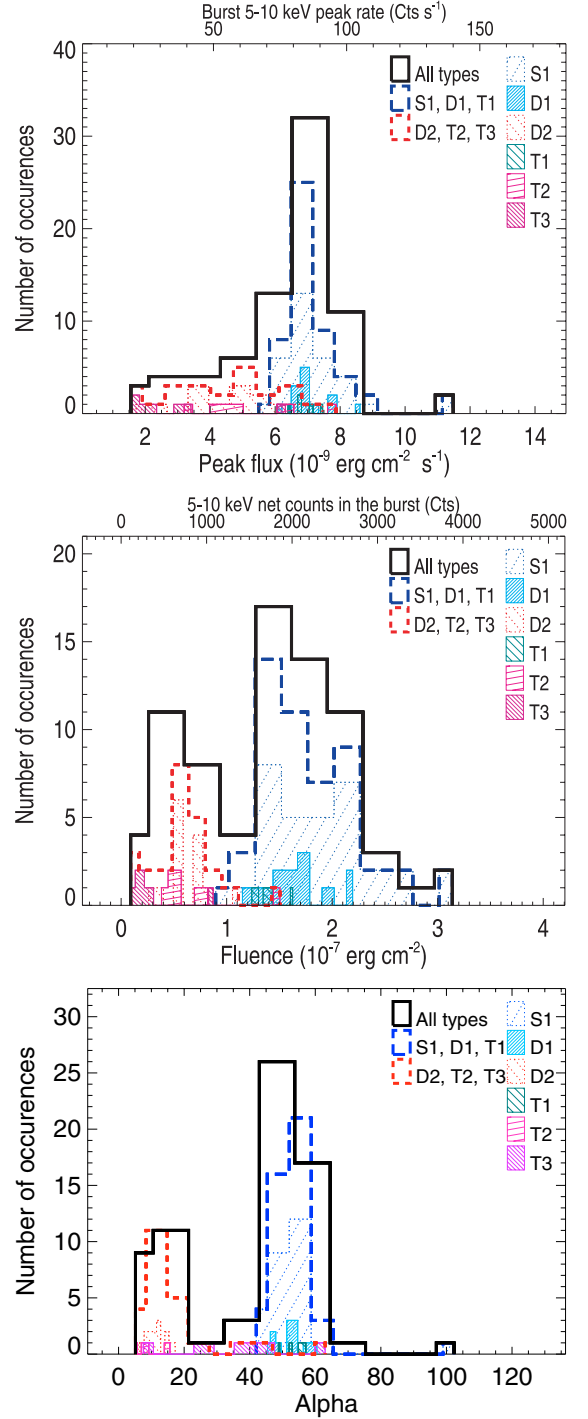 Burst 5-10 keV peak rate (Cts s⁻¹)
0 50 100 150
40
30
20
10
0
Number of occurences
All types
S1, D1, T1
D2, T2, T3
S1
D1
D2
T1
T2
T3
2 4 6 8 10 12 14
Peak flux (10⁻⁹ erg cm⁻² s⁻¹)
5-10 keV net counts in the burst (Cts)
0 1000 2000 3000 4000 5000
20
15
10
5
0
Number of occurences
All types
S1, D1, T1
D2, T2, T3
S1
D1
D2
T1
T2
T3
0 1 2 3 4
Fluence (10⁻⁷ erg cm⁻²)
30
25
20
15
10
5
0
Number of occurences
All types
S1, D1, T1
D2, T2, T3
S1
D1
D2
T1
T2
T3
0 20 40 60 80 100 120
Alpha